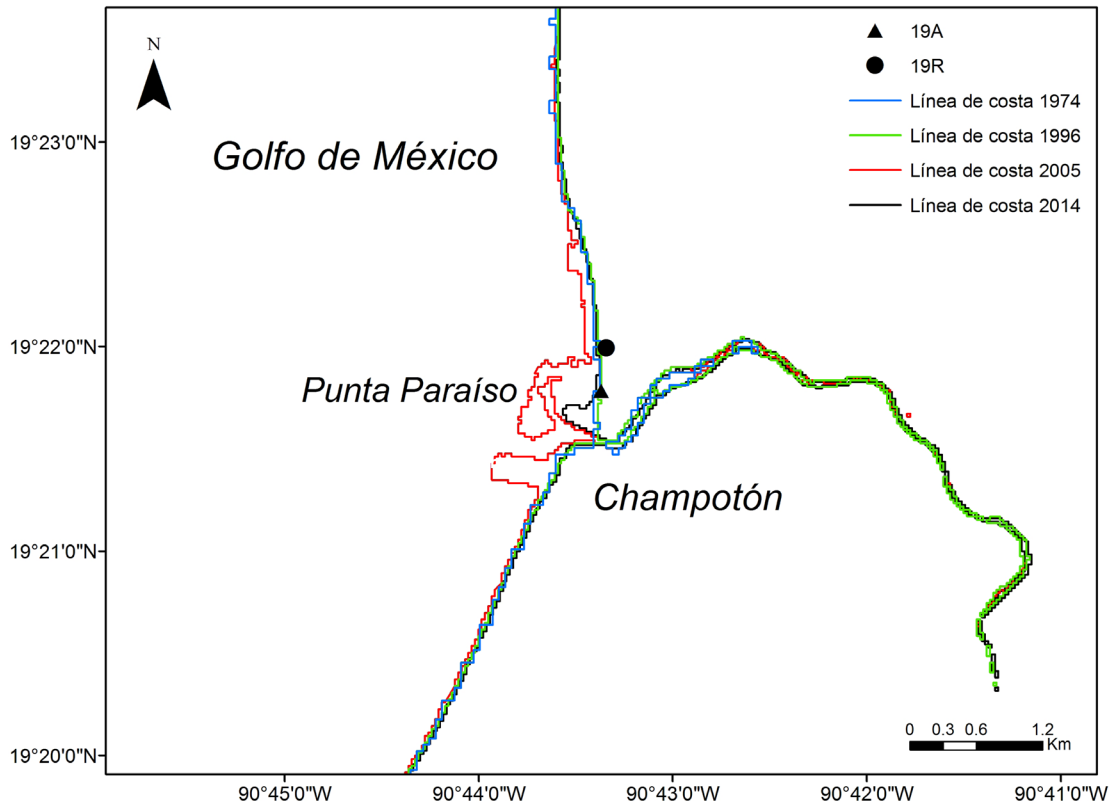 N
19A
19R
Línea de costa 1974
Línea de costa 1996
Línea de costa 2005
Línea de costa 2014
19°23'0"N
Golfo de México
19°22'0"N
Punta Paraíso
Champotón
19°21'0"N
19°20'0"N
0 0.3 0.6 1.2
Km
90°45'0"W 90°44'0"W 90°43'0"W 90°42'0"W 90°41'0"W